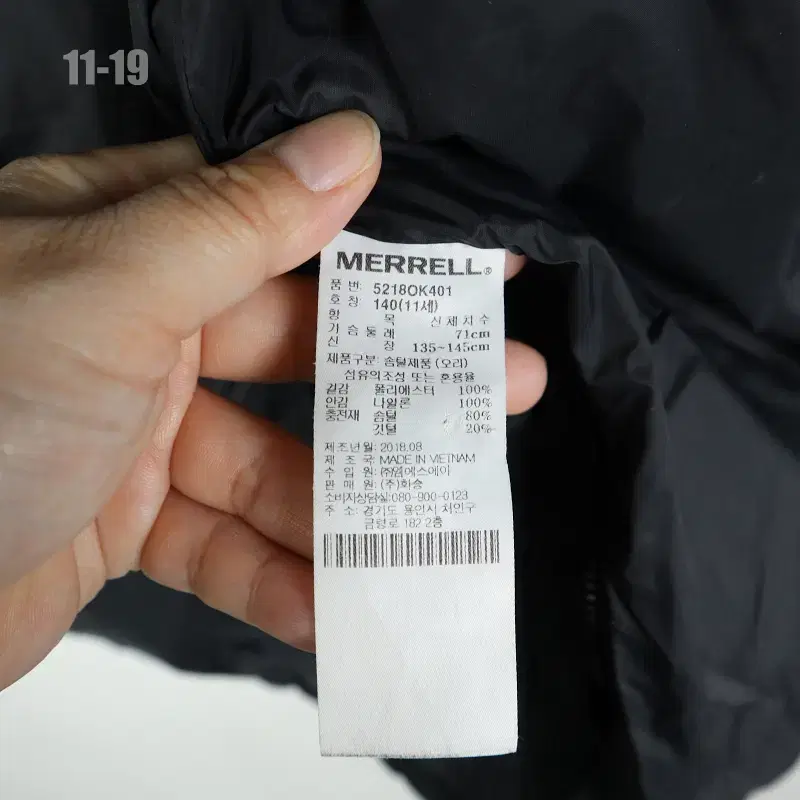 11-19
MERRELL®
품 번: 5218OK401
호 칭: 140(11세)
항 목 신체치수
가슴둘레 71cm
신 장 135~145cm
제품구분: 솜털제품 (오리)
섬유의조성 또는 혼용율
겉감 폴리에스터 100%
안감 나일론 100%
충전재 솜털 80%
깃털 20%
제조년월: 2018.08
제 조 국: MADE IN VIETNAM
수 입 원: ㈜엠에스에이
판 매 원: (주)화승
소비자상담실:080-900-0123
주 소: 경기도 용인시 처인구
금령로 182 2층